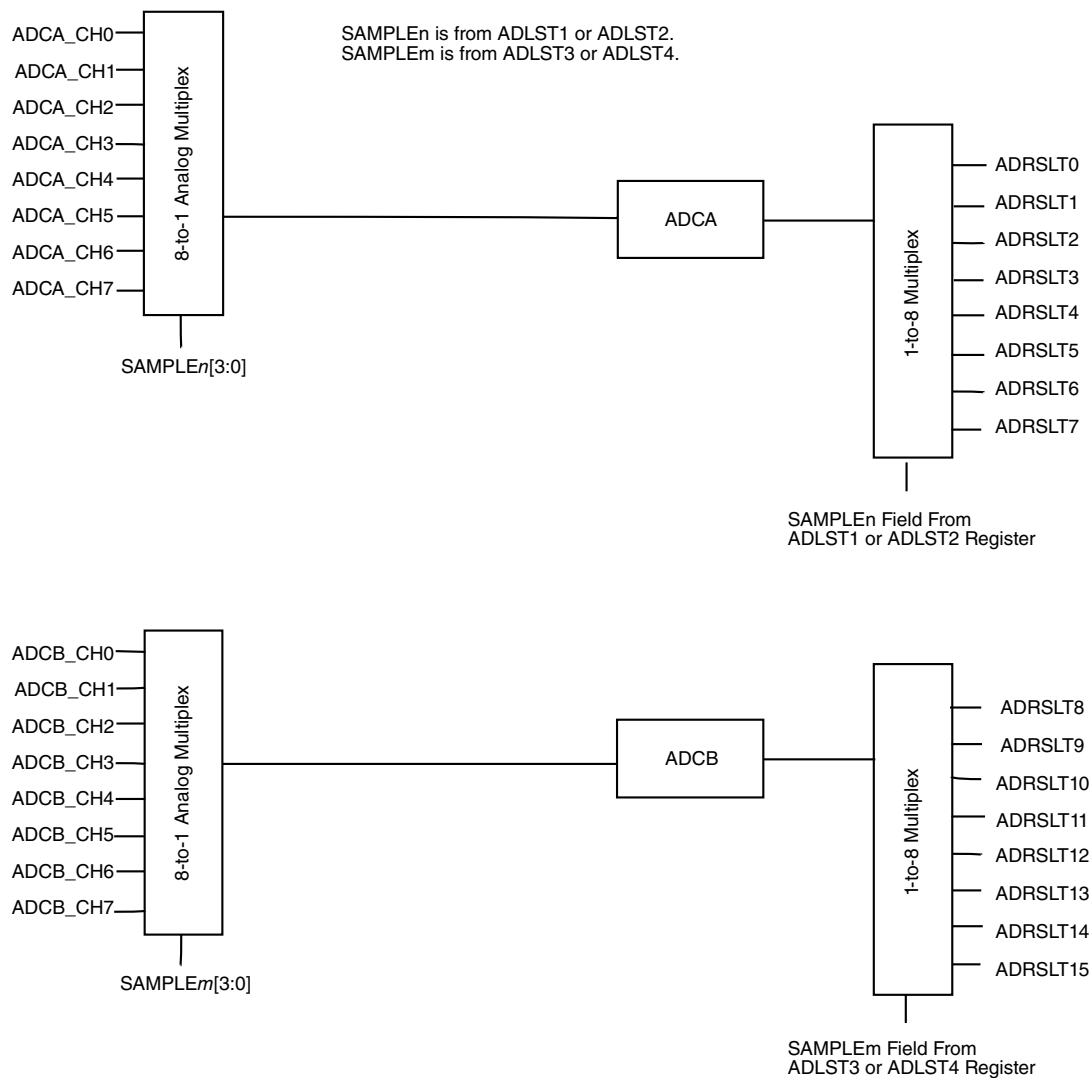 SAMPLEn is from ADLST1 or ADLST2.
SAMPLEm is from ADLST3 or ADLST4.
ADCA_CH0
ADCA_CH1
ADCA_CH2
ADCA_CH3
ADCA_CH4
ADCA_CH5
ADCA_CH6
ADCA_CH7
8-to-1 Analog Multiplex
SAMPLEn[3:0]
ADCA
1-to-8 Multiplex
ADRSLT0
ADRSLT1
ADRSLT2
ADRSLT3
ADRSLT4
ADRSLT5
ADRSLT6
ADRSLT7
SAMPLEn Field From
ADLST1 or ADLST2 Register
ADCB_CH0
ADCB_CH1
ADCB_CH2
ADCB_CH3
ADCB_CH4
ADCB_CH5
ADCB_CH6
ADCB_CH7
8-to-1 Analog Multiplex
SAMPLEm[3:0]
ADCB
1-to-8 Multiplex
ADRSLT8
ADRSLT9
ADRSLT10
ADRSLT11
ADRSLT12
ADRSLT13
ADRSLT14
ADRSLT15
SAMPLEm Field From
ADLST3 or ADLST4 Register